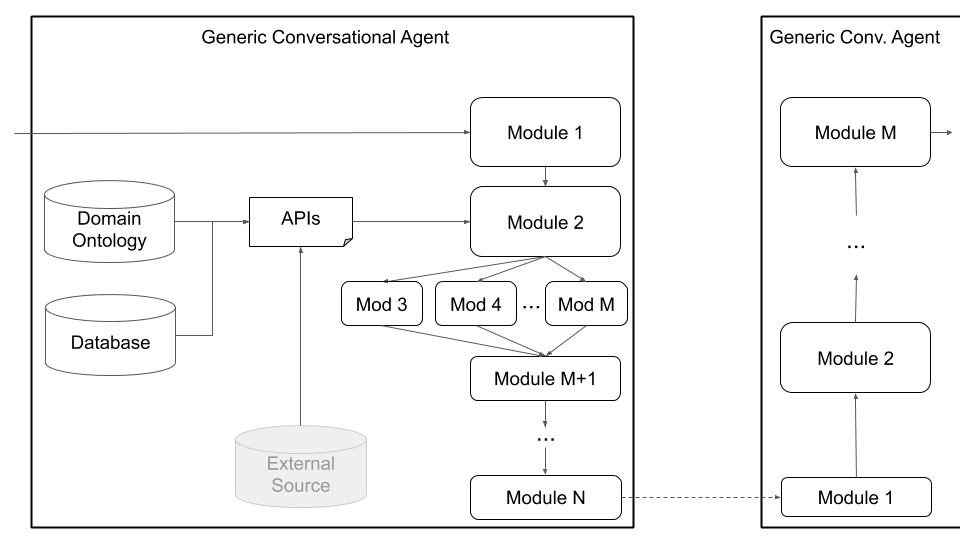 Generic Conversational Agent
Module 1
Domain
Ontology
APIs
Module 2
Mod 3
Mod 4
...
Mod M
Database
Module M+1
...
External
Source
Module N
Generic Conv. Agent
Module M
...
Module 2
Module 1